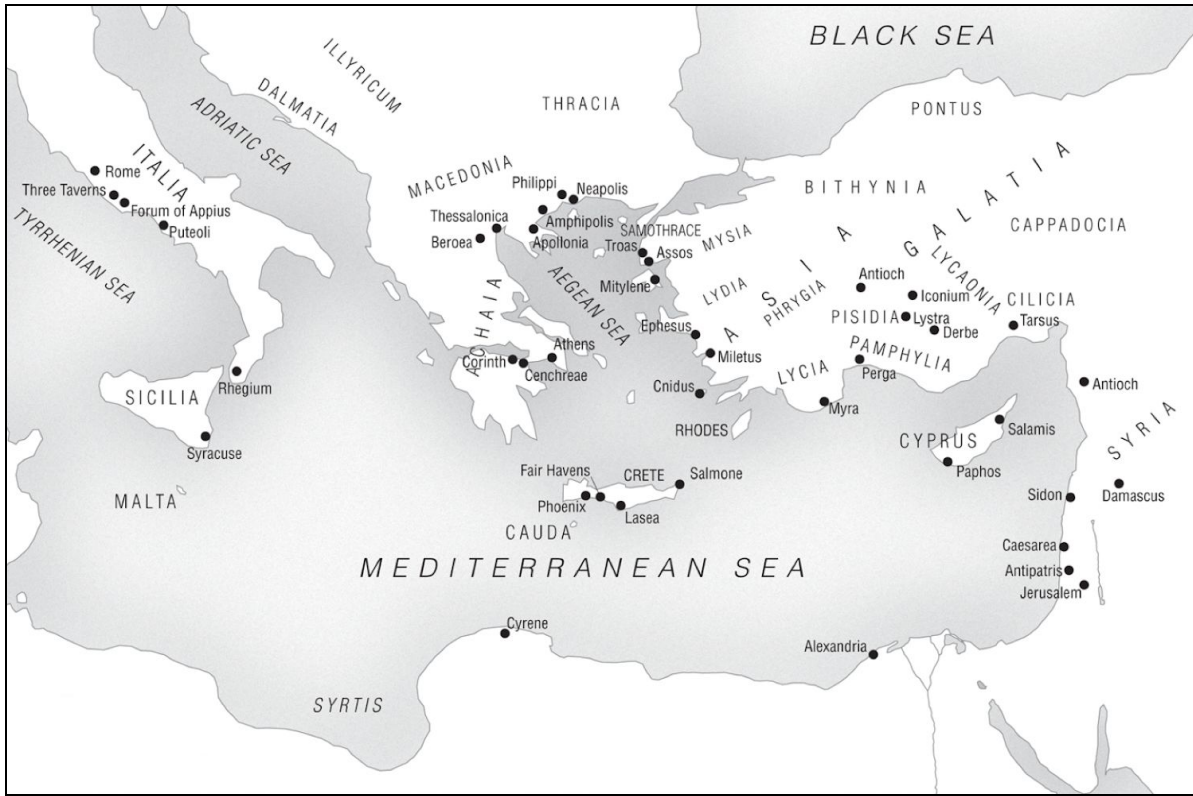 BLACK SEA
ILLYRICUM
DALMATIA
THRACIA
PONTUS
ADRIATIC SEA
ITALIA
Rome
Three Taverns
Forum of Appius
Puteoli
TYRRHENIAN SEA
MACEDONIA
Philippi
Neapolis
Amphipolis
Thessalonica
Apollonia
Beroea
SAMOTHRACE
Troas
Assos
Mitylene
MYSIA
BITHYNIA
GALATIA
CAPPADOCIA
ASIA
LYDIA
PHRYGIA
Antioch
Iconium
LYCAONIA
PISIDIA
Lystra
Derbe
CILICIA
Tarsus
AEGEAN SEA
ACHAIA
Athens
Corinth
Cenchreae
Ephesus
Miletus
Cnidus
LYCIA
PAMPHYLIA
Perga
Myra
RHODES
Rhegium
SICILIA
Syracuse
MALTA
Antioch
SYRIA
CYPRUS
Salamis
Paphos
Sidon
Damascus
Fair Havens
CRETE
Salmone
Phoenix
Lasea
CAUDA
MEDITERRANEAN SEA
Caesarea
Antipatris
Jerusalem
Cyrene
Alexandria
SYRTIS